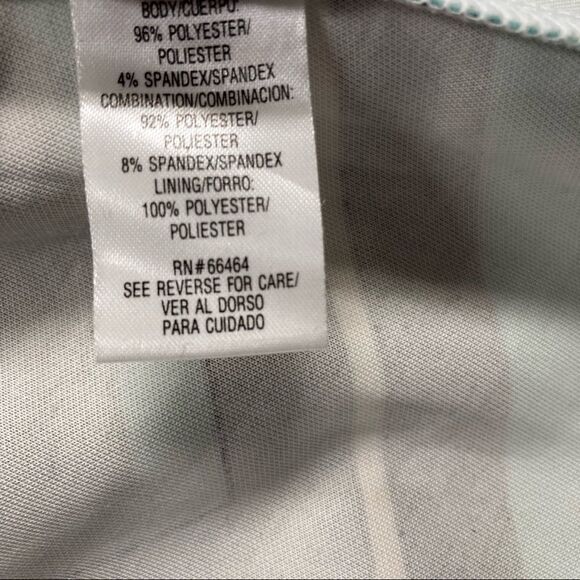 BODY/CUERPO:
96% POLYESTER/
POLIESTER
4% SPANDEX/SPANDEX
COMBINATION/COMBINACION:
92% POLYESTER/
POLIESTER
8% SPANDEX/SPANDEX
LINING/FORRO:
100% POLYESTER/
POLIESTER
RN#66464
SEE REVERSE FOR CARE/
VER AL DORSO
PARA CUIDADO